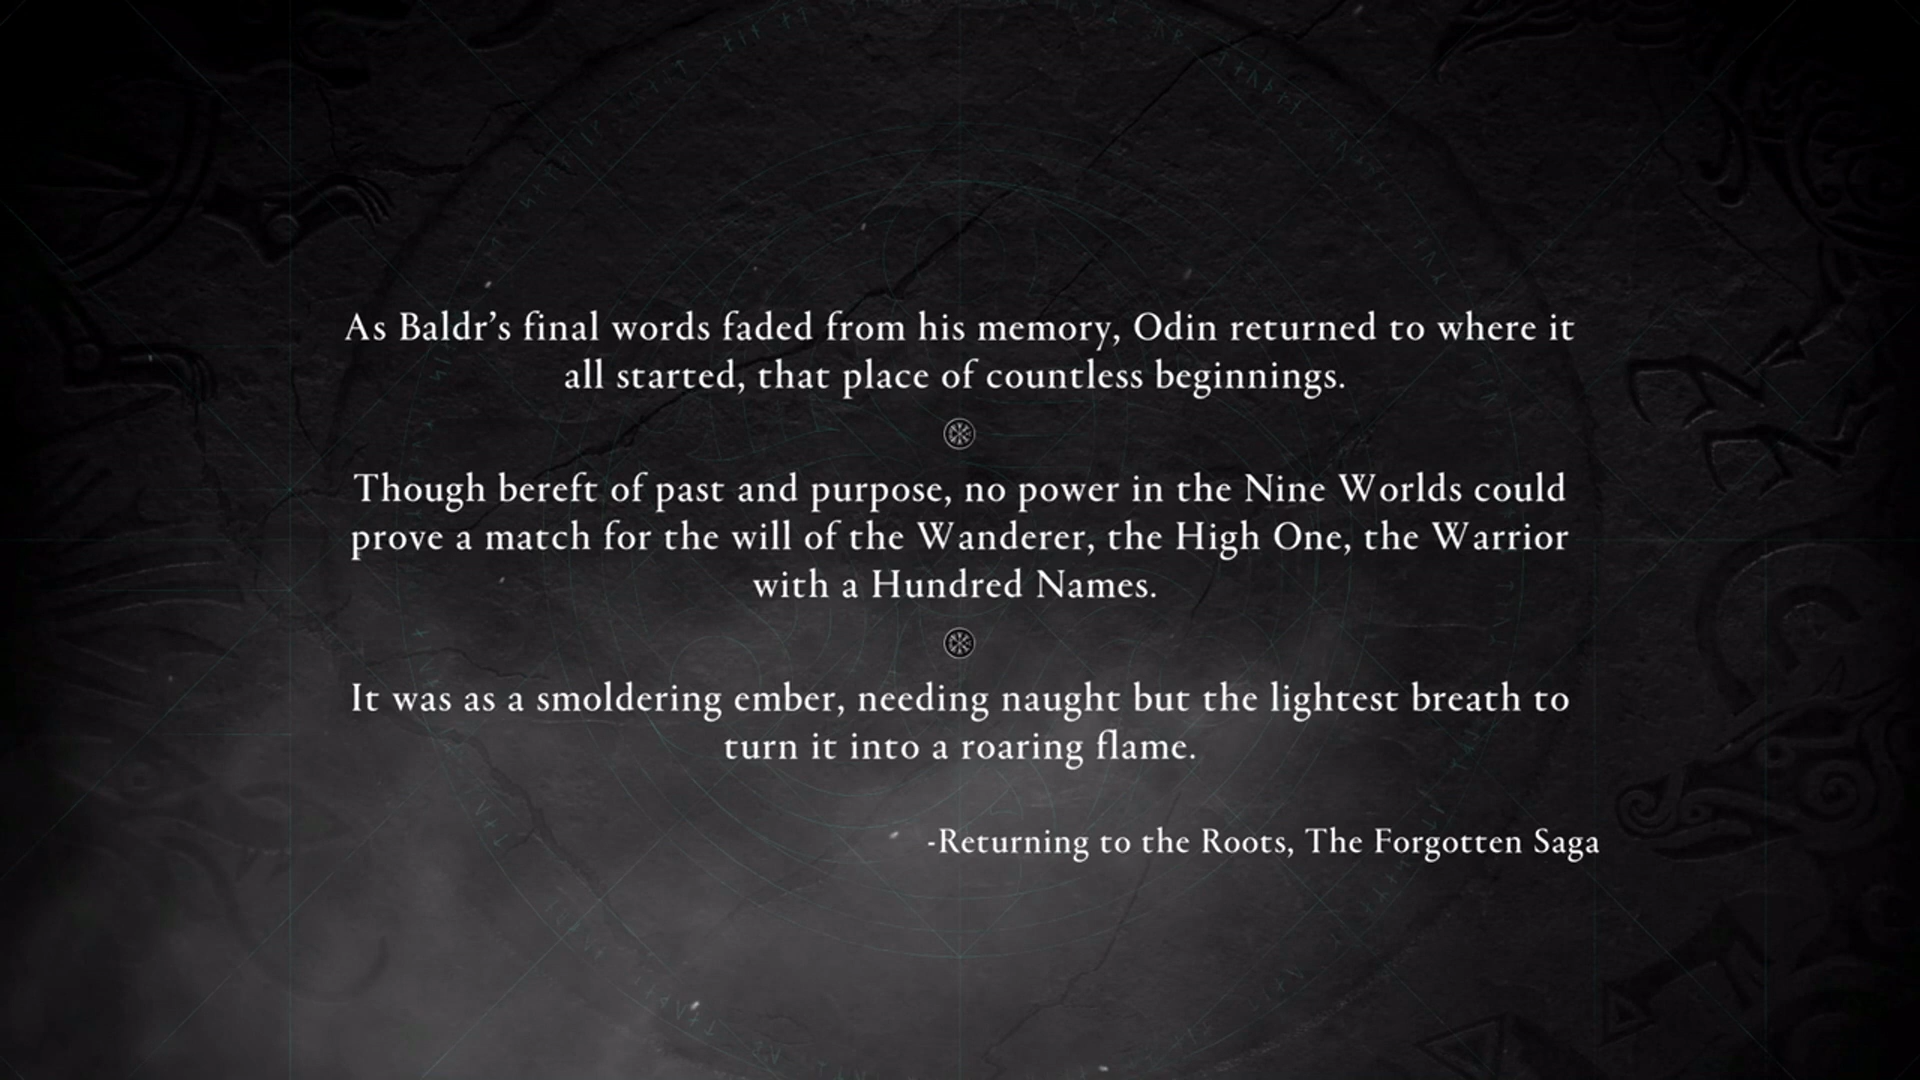 As Baldr’s final words faded from his memory, Odin returned to where it
all started, that place of countless beginnings.
Though bereft of past and purpose, no power in the Nine Worlds could
prove a match for the will of the Wanderer, the High One, the Warrior
with a Hundred Names.
It was as a smoldering ember, needing naught but the lightest breath to
turn it into a roaring flame.
-Returning to the Roots, The Forgotten Saga